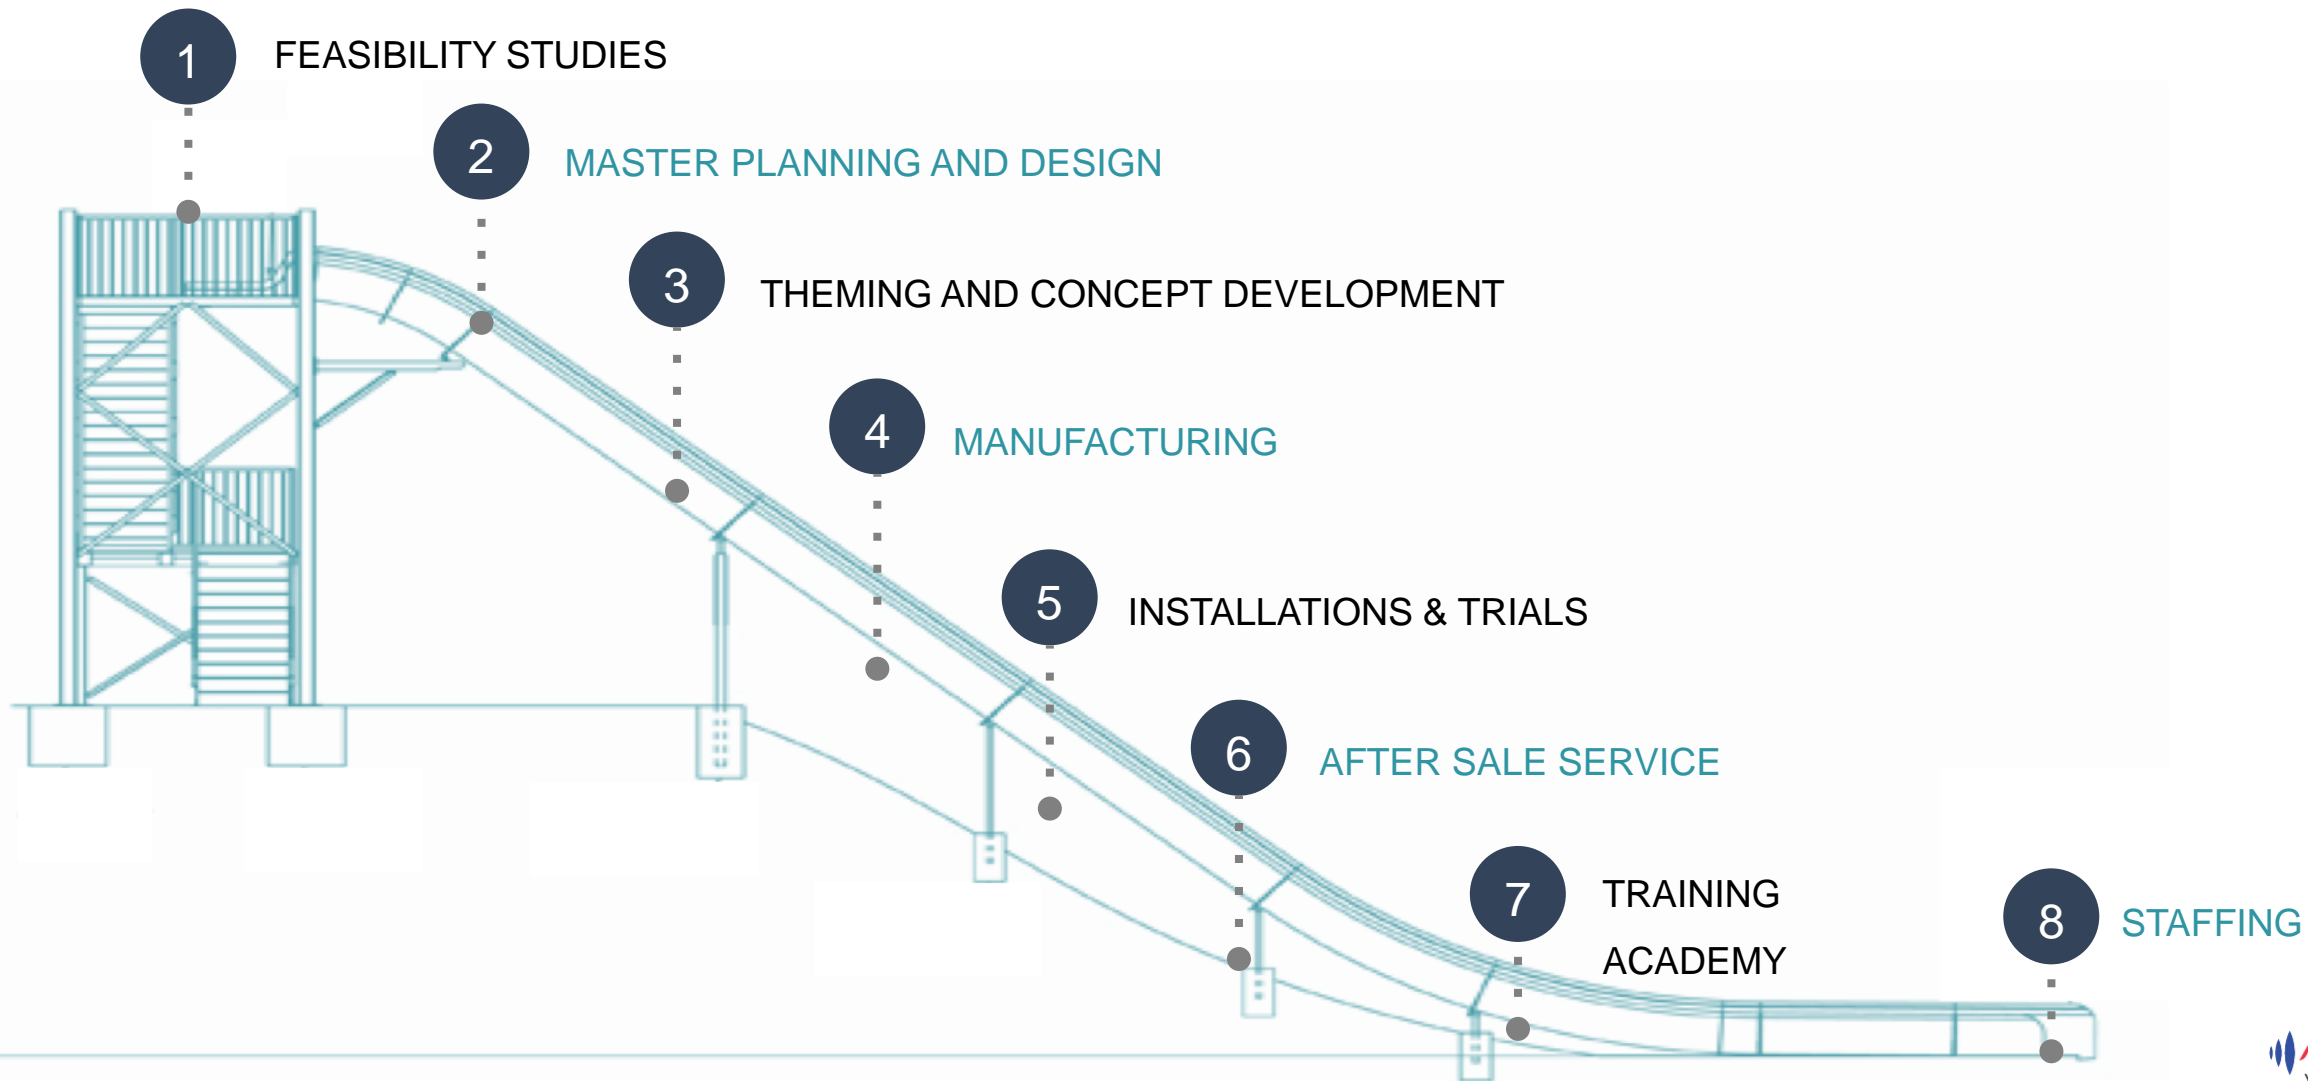 1 FEASIBILITY STUDIES
2 MASTER PLANNING AND DESIGN
3 THEMING AND CONCEPT DEVELOPMENT
4 MANUFACTURING
5 INSTALLATIONS & TRIALS
6 AFTER SALE SERVICE
7 TRAINING
ACADEMY
8 STAFFING